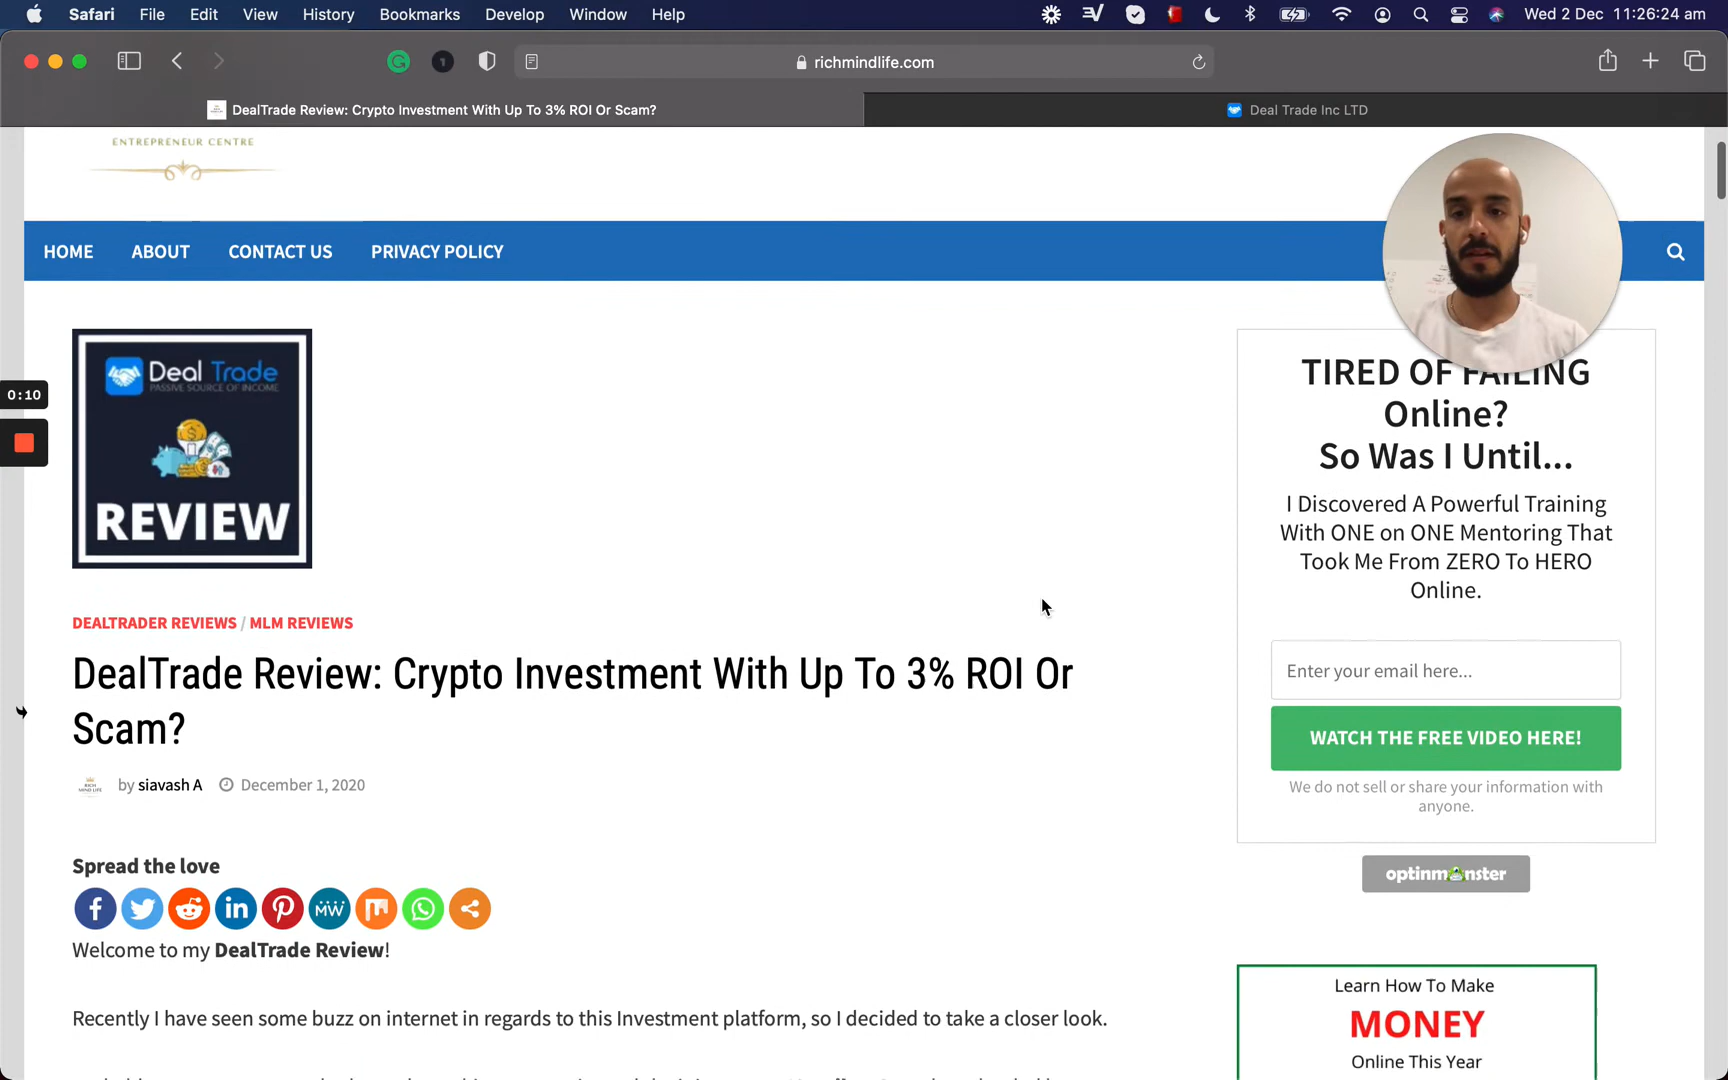 Safari File Edit View History Bookmarks Develop Window Help Wed 2 Dec 11:26:24 am
richmindlife.com
DealTrade Review: Crypto Investment With Up To 3% ROI Or Scam? Deal Trade Inc LTD
ENTREPRENEUR CENTRE
HOME ABOUT CONTACT US PRIVACY POLICY
0:10
Deal Trade
PASSIVE SOURCE OF INCOME
REVIEW
DEALTRADER REVIEWS / MLM REVIEWS
DealTrade Review: Crypto Investment With Up To 3% ROI Or
Scam?
by siavash A December 1, 2020
Spread the love
Welcome to my DealTrade Review!
Recently I have seen some buzz on internet in regards to this Investment platform, so I decided to take a closer look.
TIRED OF FAILING
Online?
So Was I Until...
I Discovered A Powerful Training
With ONE on ONE Mentoring That
Took Me From ZERO To HERO
Online.
Enter your email here...
WATCH THE FREE VIDEO HERE!
We do not sell or share your information with
anyone.
optinmonster
Learn How To Make
MONEY
Online This Year